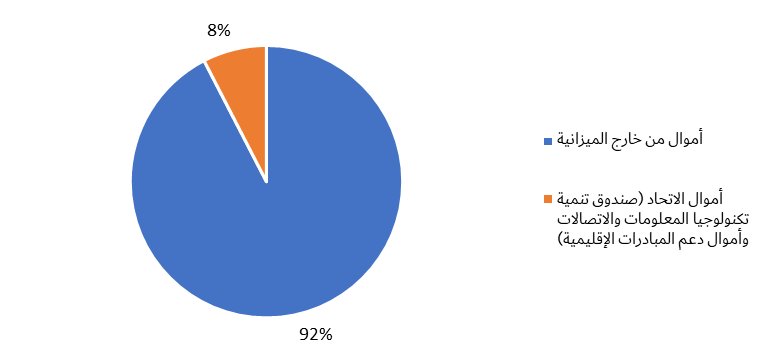 8%
أموال من خارج الميزانية
أموال الاتحاد (صندوق تنمية
تكنولوجيا المعلومات والاتصالات
وأموال دعم المبادرات الإقليمية)
92%